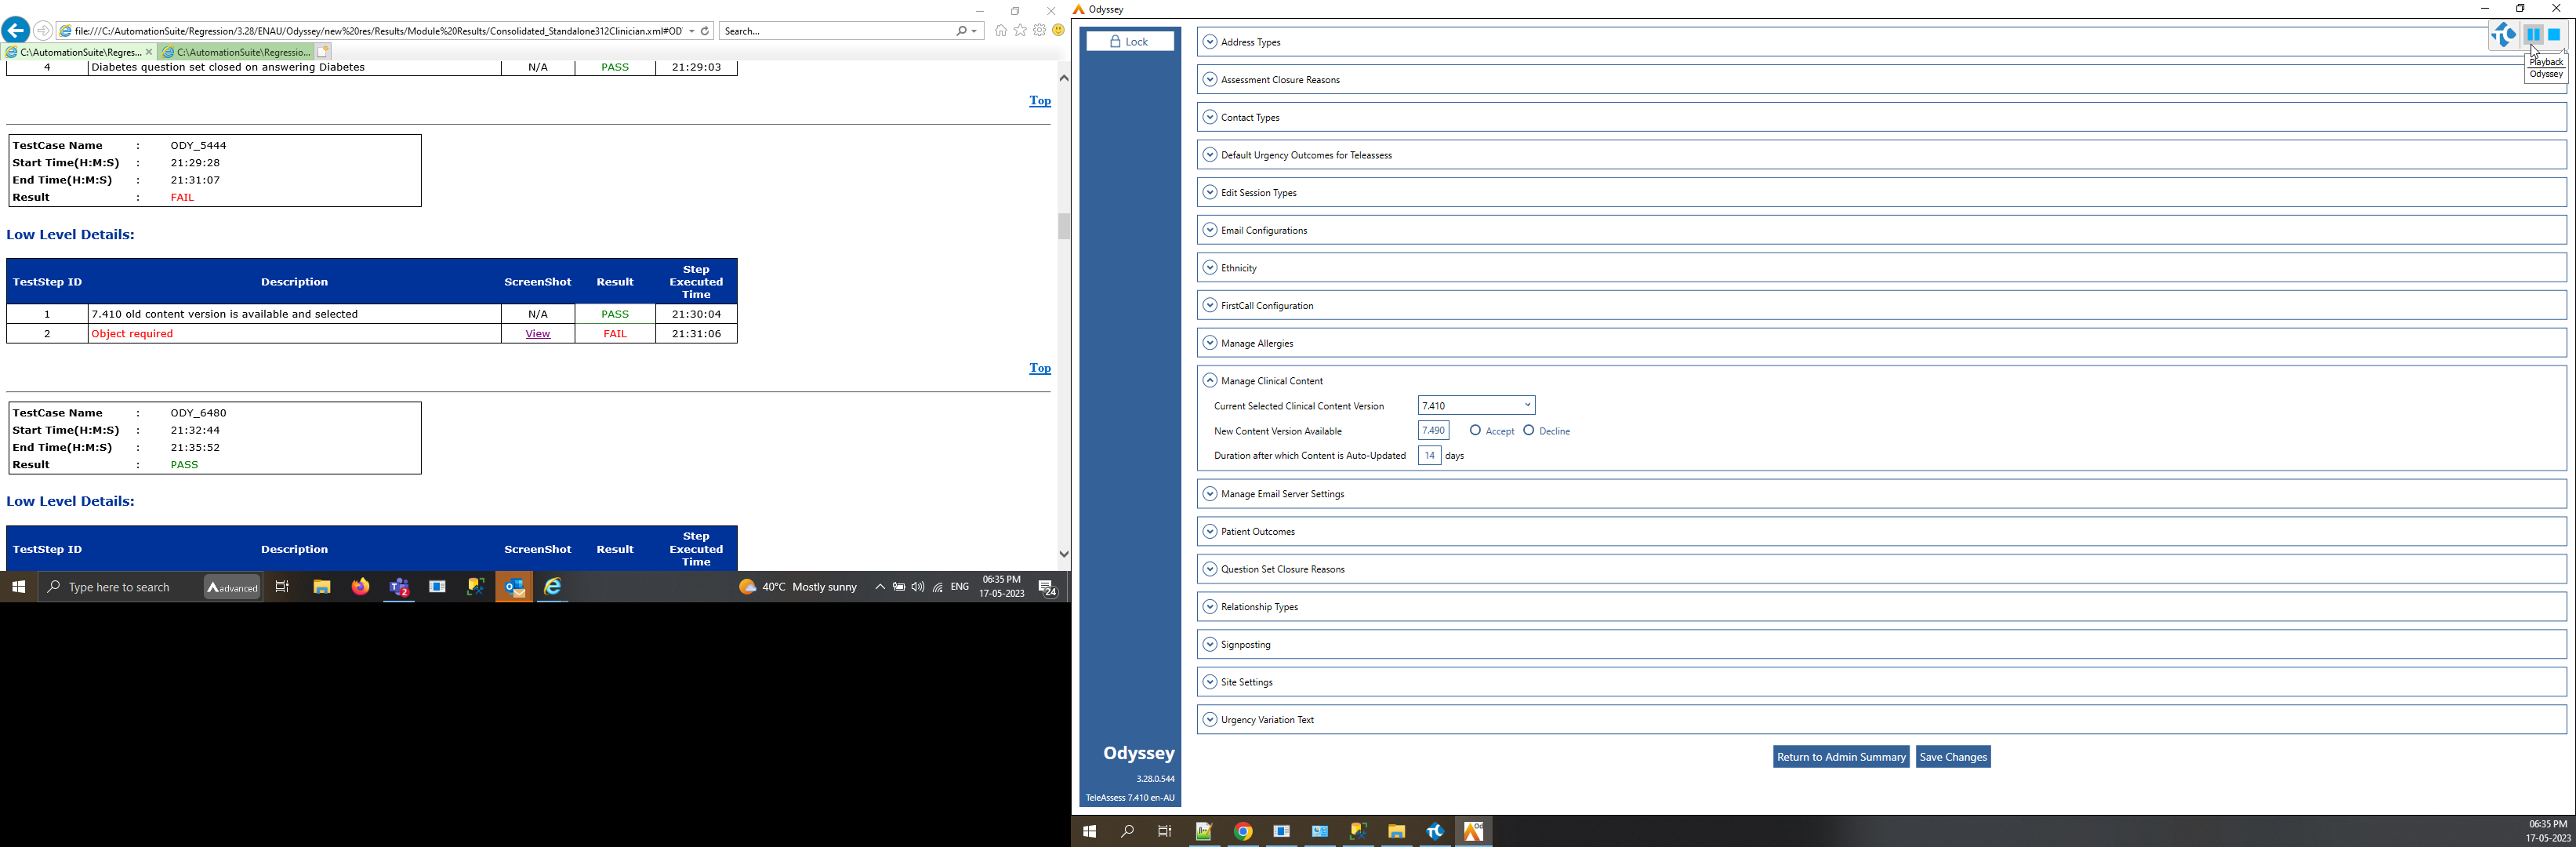 file:///C:/AutomationSuite/Regression/3.28/ENAU/Odyssey/new%20res/Results/Module%20Results/Consolidated_Standalone312Clinician.xml#OD
Search...
C:\AutomationSuite\Regres...
C:\AutomationSuite\Regressio...
4 Diabetes question set closed on answering Diabetes N/A PASS 21:29:03
Top
TestCase Name : ODY_5444
Start Time(H:M:S) : 21:29:28
End Time(H:M:S) : 21:31:07
Result : FAIL
Low Level Details:
TestStep ID Description ScreenShot Result Step Executed Time
1 7.410 old content version is available and selected N/A PASS 21:30:04
2 Object required View FAIL 21:31:06
Top
TestCase Name : ODY_6480
Start Time(H:M:S) : 21:32:44
End Time(H:M:S) : 21:35:52
Result : PASS
Low Level Details:
TestStep ID Description ScreenShot Result Step Executed Time
Type here to search
advanced
2
40°C Mostly sunny
ENG
06:35 PM
17-05-2023
24
Odyssey
Lock
Playback
Odyssey
Address Types
Assessment Closure Reasons
Contact Types
Default Urgency Outcomes for Teleassess
Edit Session Types
Email Configurations
Ethnicity
FirstCall Configuration
Manage Allergies
Manage Clinical Content
Current Selected Clinical Content Version 7.410
New Content Version Available 7.490 Accept Decline
Duration after which Content is Auto-Updated 14 days
Manage Email Server Settings
Patient Outcomes
Question Set Closure Reasons
Relationship Types
Signposting
Site Settings
Urgency Variation Text
Return to Admin Summary Save Changes
Odyssey
3.28.0.544
TeleAssess 7.410 en-AU
06:35 PM
17-05-2023